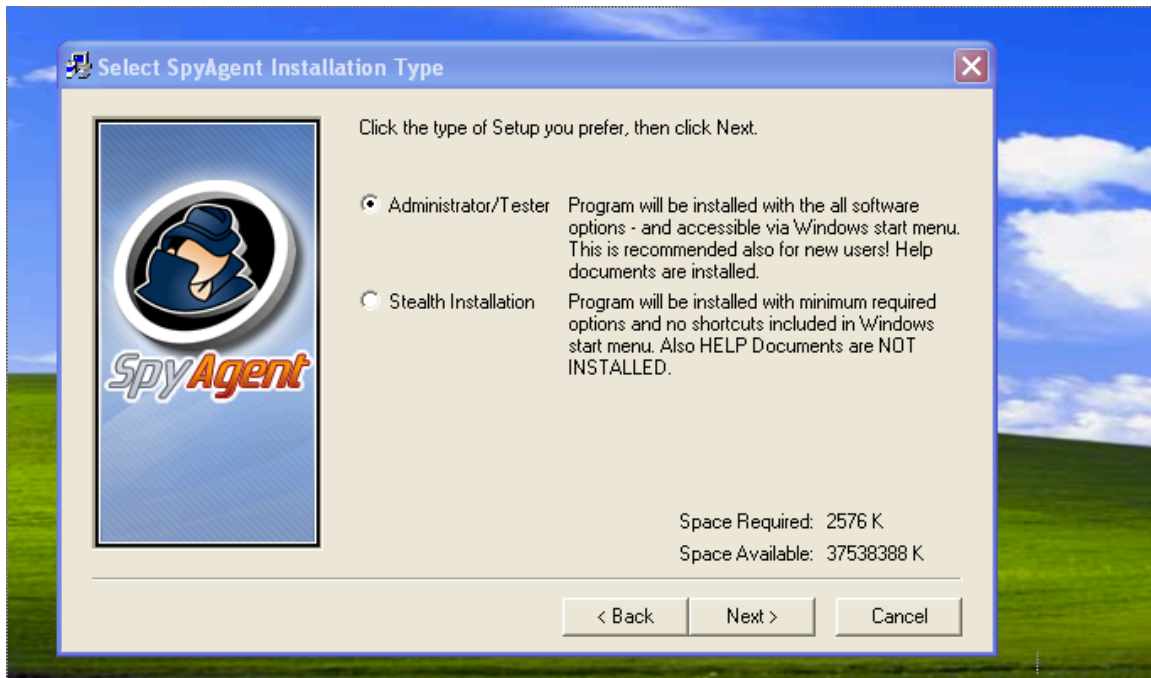 Select SpyAgent Installation Type
Click the type of Setup you prefer, then click Next.
Administrator/Tester
Program will be installed with the all software
options - and accessible via Windows start menu.
This is recommended also for new users! Help
documents are installed.
Stealth Installation
Program will be installed with minimum required
options and no shortcuts included in Windows
start menu. Also HELP Documents are NOT
INSTALLED.
SpyAgent
Space Required: 2576 K
Space Available: 37538388 K
< Back
Next >
Cancel